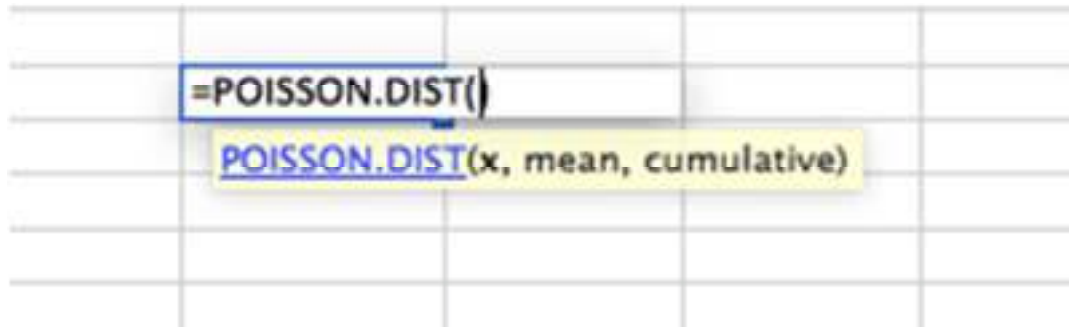 =POISSON.DIST()
POISSON.DIST(x, mean, cumulative)